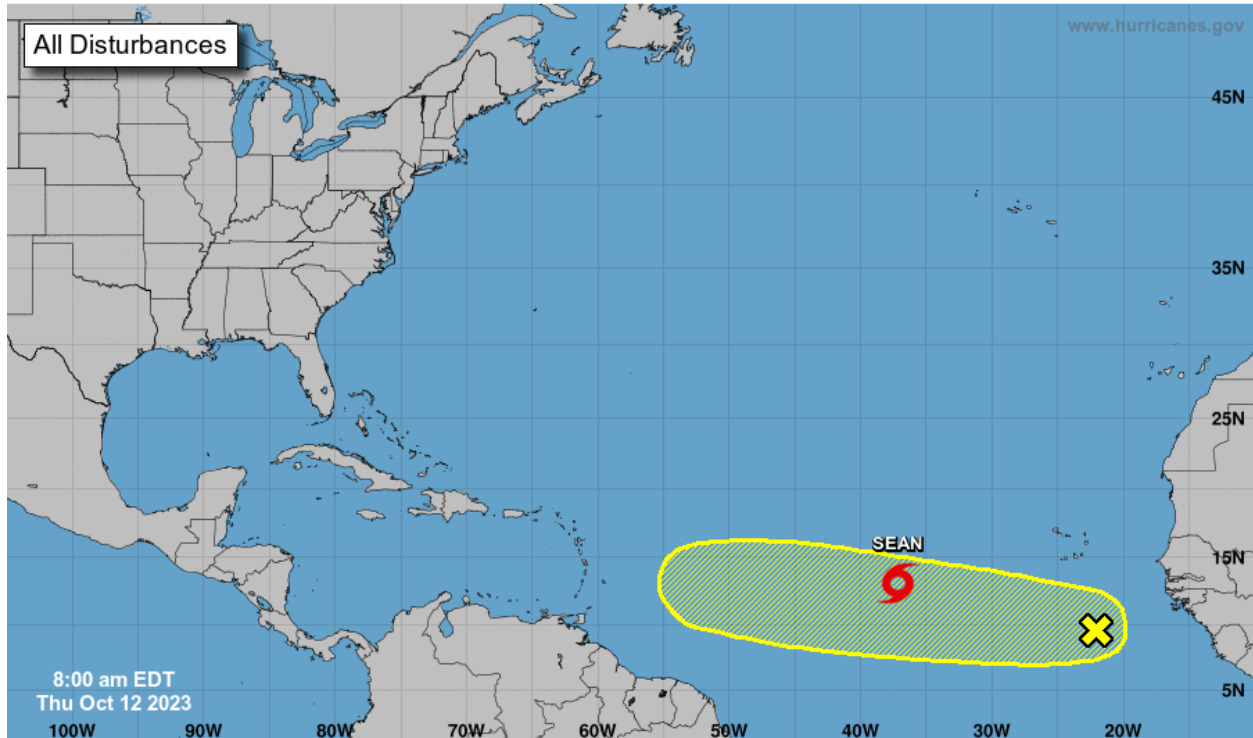 All Disturbances
www.hurricanes.gov
45N
35N
25N
SEAN
15N
8:00 am EDT
Thu Oct 12 2023
5N
100W 90W 80W 70W 60W 50W 40W 30W 20W